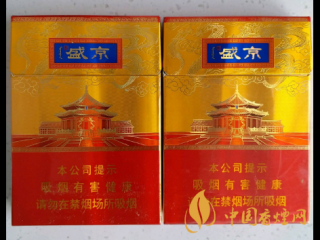 盛京
盛京
本公司提示
吸烟有害健康
请勿在禁烟场所吸烟
本公司提示
吸烟有害健康
请勿在禁烟场所吸烟
中国香烟网